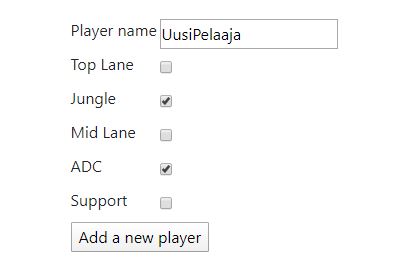 Player name UusiPelaaja
Top Lane
Jungle
Mid Lane
ADC
Support
Add a new player